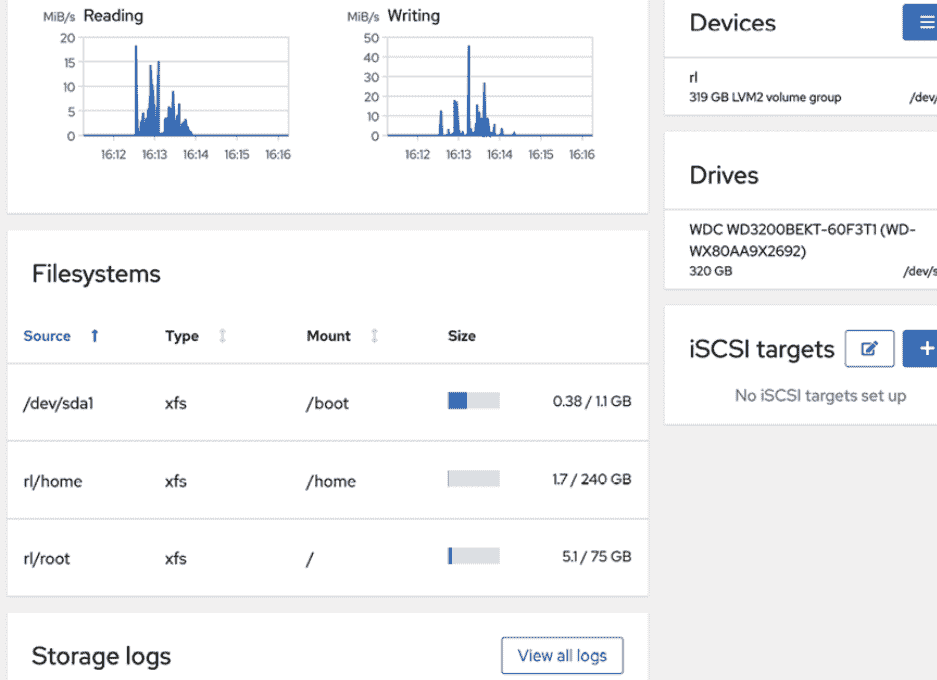 MiB/s Reading
20
15
10
5
0
16:12 16:13 16:14 16:15 16:16
MiB/s Writing
50
40
30
20
10
0
16:12 16:13 16:14 16:15 16:16
Filesystems
Source Type Mount Size
/dev/sda1 xfs /boot 0.38 / 1.1 GB
rl/home xfs /home 1.7 / 240 GB
rl/root xfs / 5.1 / 75 GB
Storage logs View all logs
Devices
rl
319 GB LVM2 volume group /dev/
Drives
WDC WD3200BEKT-60F3T1 (WD-
WX80AA9X2692)
320 GB /dev/s
iSCSI targets
No iSCSI targets set up